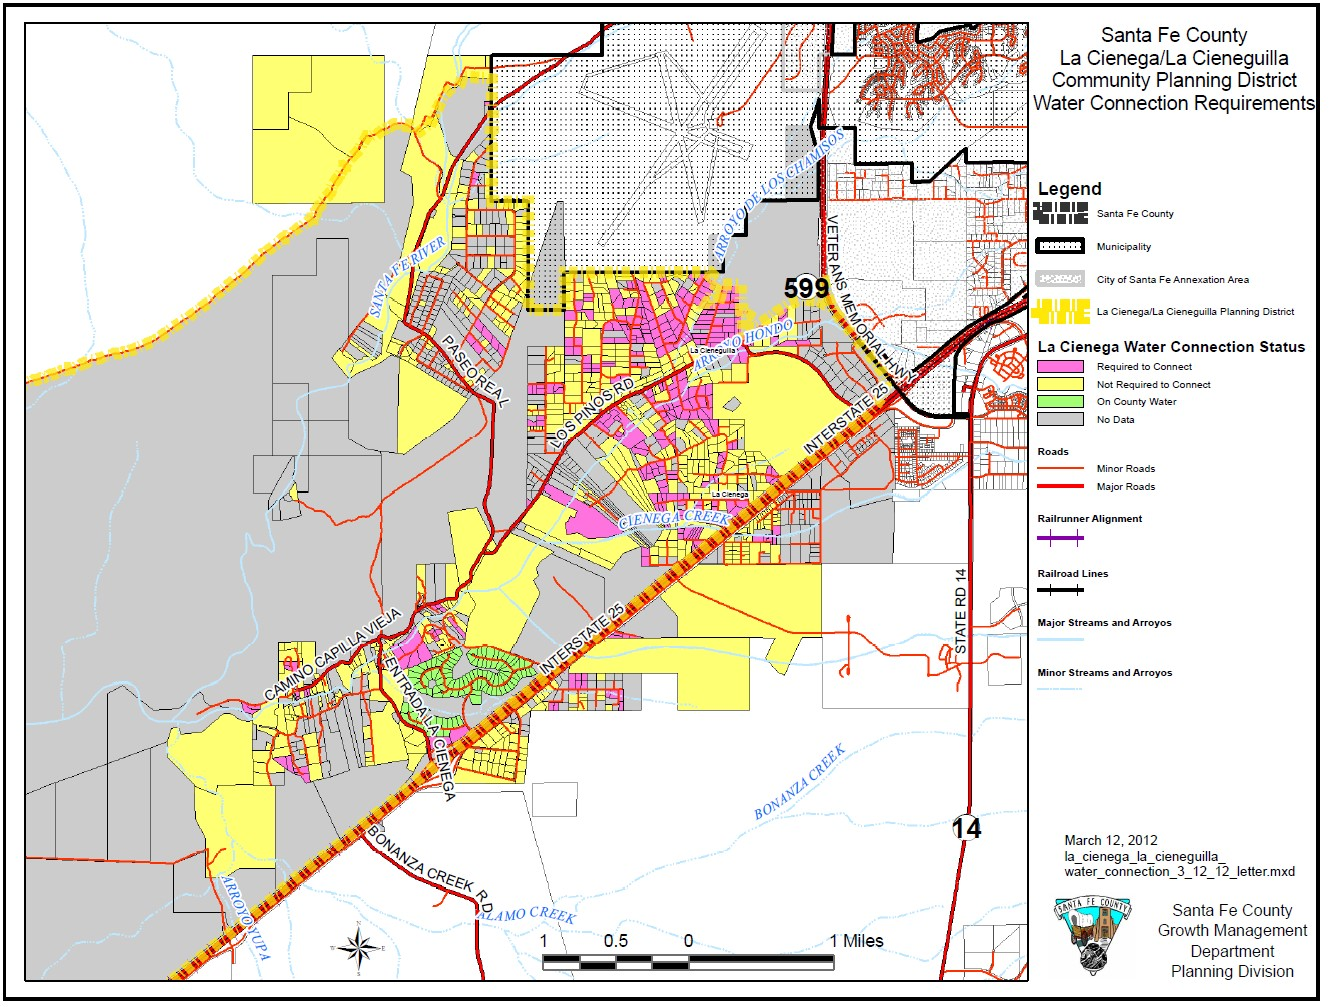 Santa Fe County
La Cienega/La Cieneguilla
Community Planning District
Water Connection Requirements
Legend
Santa Fe County
Municipality
City of Santa Fe Annexation Area
La Cienega/La Cieneguilla Planning District
La Cienega Water Connection Status
Required to Connect
Not Required to Connect
On County Water
No Data
Roads
Minor Roads
Major Roads
Railrunner Alignment
Railroad Lines
Major Streams and Arroyos
Minor Streams and Arroyos
March 12, 2012
la_cienega_la_cieneguilla_
water_connection_3_12_12_letter.mxd
SANTA FE COUNTY
Santa Fe County
Growth Management
Department
Planning Division
ARROYO DE LOS CHAMISOS
SANTA FE RIVER
VETERANS MEMORIAL HWY
599
PASEO REAL
La Cieneguilla
ARROYO HONDO
LOS PINOS RD
INTERSTATE 25
La Cienega
CIENEGA CREEK
STATE RD 14
INTERSTATE 25
CAMINO CAPILLA VIEJA
ENTRADA LA CIENEGA
BONANZA CREEK
14
BONANZA CREEK RD
ARROYO YUPA
ALAMO CREEK
N
W
E
S
1 0.5 0 1 Miles